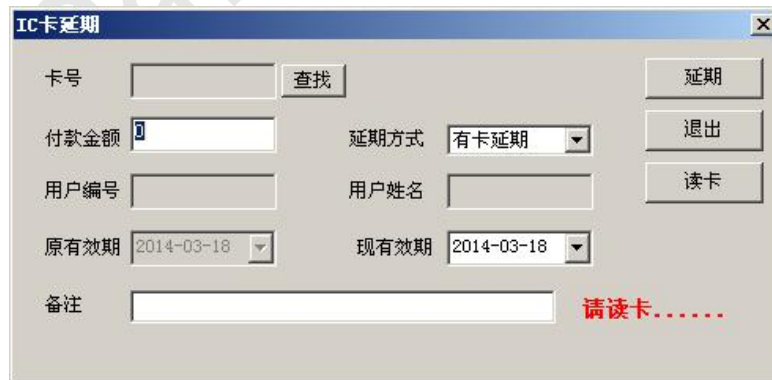 IC卡延期
卡号 查找 延期
付款金额 0 延期方式 有卡延期 退出
用户编号 用户姓名 读卡
原有效期 2014-03-18 现有效期 2014-03-18
备注 请读卡......